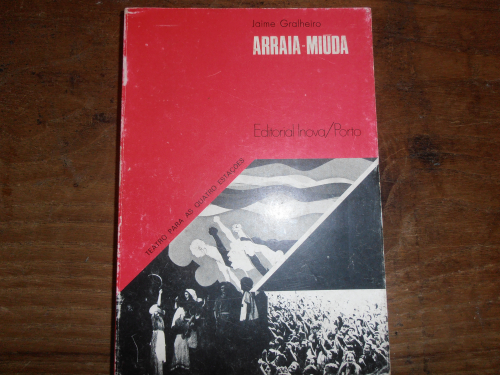 Jaime Gralheiro
ARRAIA-MIÚDA
Editorial Inova/Porto
TEATRO PARA AS QUATRO ESTAÇÕES